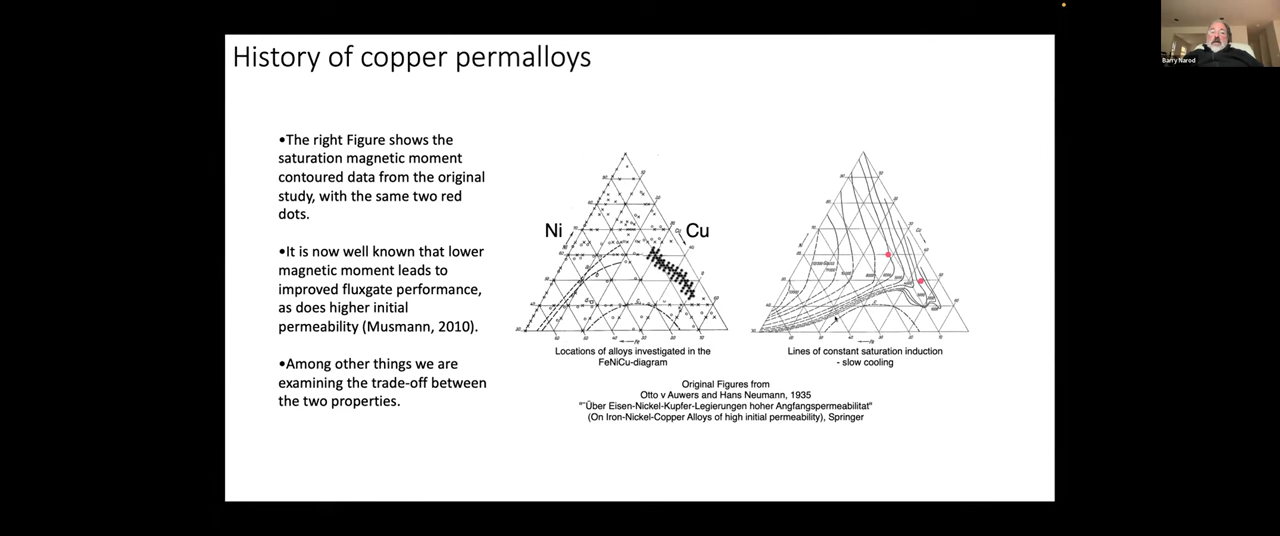 History of copper permalloys
•The right Figure shows the
saturation magnetic moment
contoured data from the original
study, with the same two red
dots.
•It is now well known that lower
magnetic moment leads to
improved fluxgate performance,
as does higher initial
permeability (Musmann, 2010).
•Among other things we are
examining the trade-off between
the two properties.
Ni
Cu
Locations of alloys investigated in the
FeNiCu-diagram
Lines of constant saturation induction
- slow cooling
Original Figures from
Otto v Auwers and Hans Neumann, 1935
"¨Über Eisen-Nickel-Kupfer-Legierungen hoher Angfangspermeabilitat"
(On Iron-Nickel-Copper Alloys of high initial permeability), Springer
Barry Narod